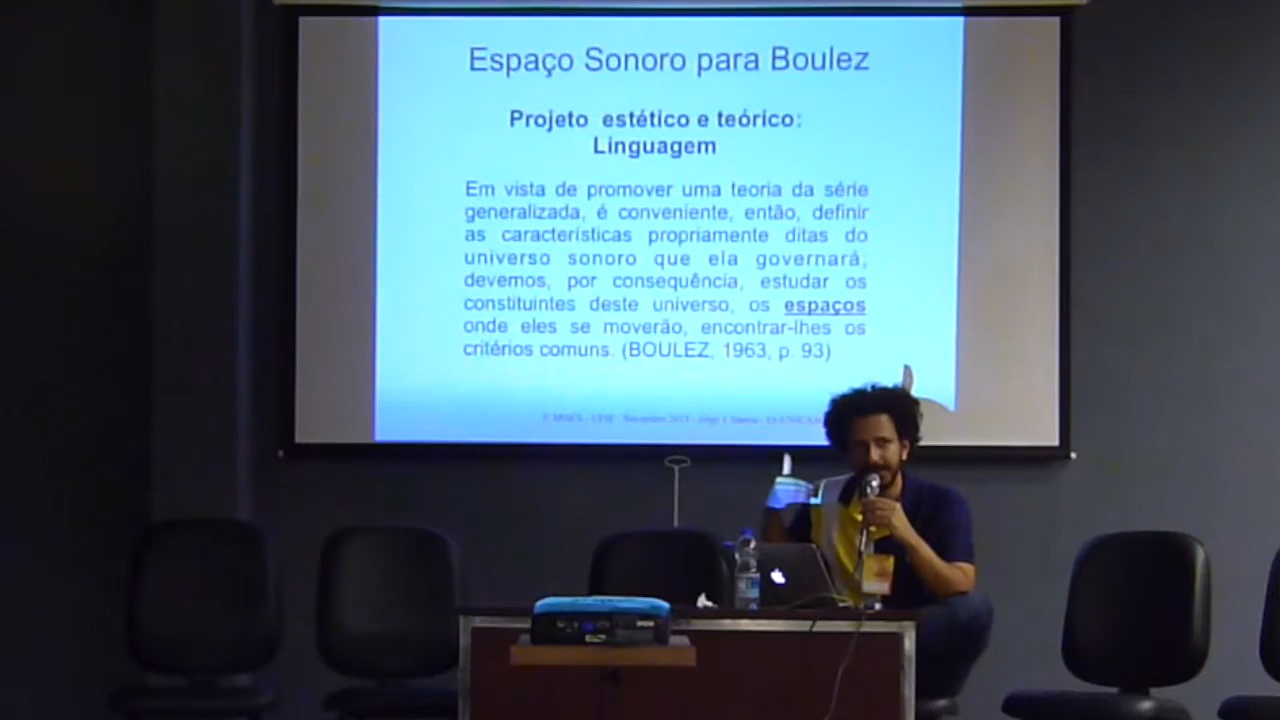 Espaço Sonoro para Boulez
Projeto estético e teórico:
Linguagem
Em vista de promover uma teoria da série
generalizada, é conveniente, então, definir
as características propriamente ditas do
universo sonoro que ela governará,
devemos, por consequência, estudar os
constituintes deste universo, os espaços
onde eles se moverão, encontrar-lhes os
critérios comuns. (BOULEZ, 1963, p. 93)